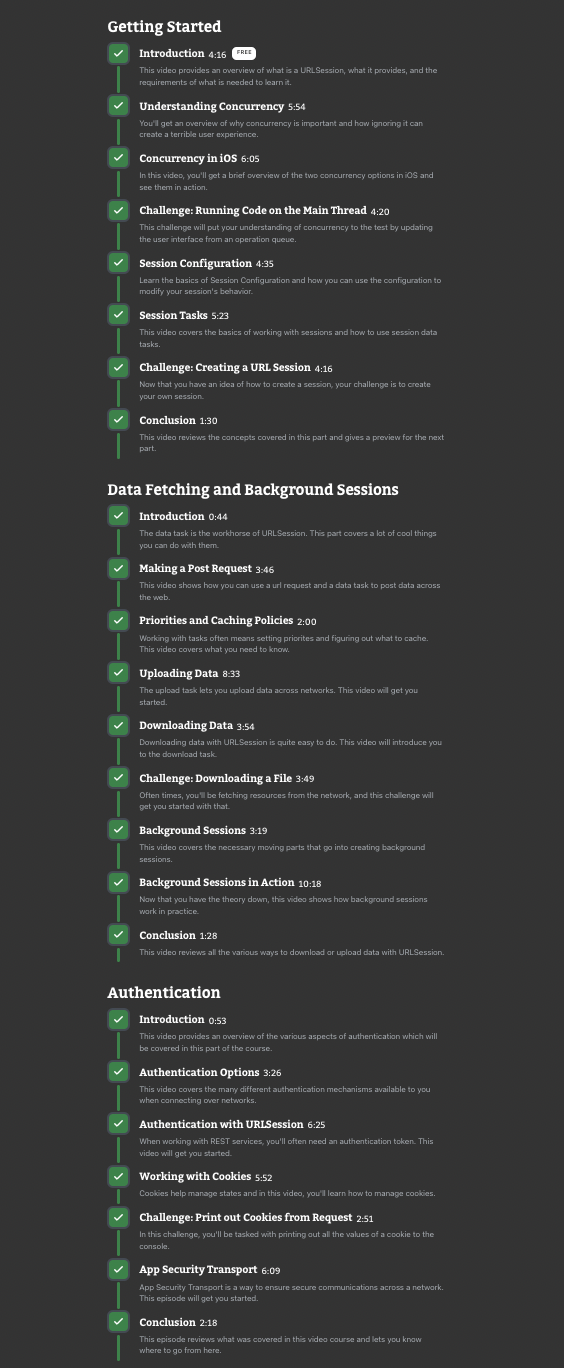 Getting Started
Introduction 4:16 FREE
This video provides an overview of what is a URLSession, what it provides, and the
requirements of what is needed to learn it.
Understanding Concurrency 5:54
You'll get an overview of why concurrency is important and how ignoring it can
create a terrible user experience.
Concurrency in iOS 6:05
In this video, you'll get a brief overview of the two concurrency options in iOS and
see them in action.
Challenge: Running Code on the Main Thread 4:20
This challenge will put your understanding of concurrency to the test by updating
the user interface from an operation queue.
Session Configuration 4:35
Learn the basics of Session Configuration and how you can use the configuration to
modify your session's behavior.
Session Tasks 5:23
This video covers the basics of working with sessions and how to use session data
tasks.
Challenge: Creating a URL Session 4:16
Now that you have an idea of how to create a session, your challenge is to create
your own session.
Conclusion 1:30
This video reviews the concepts covered in this part and gives a preview for the next
part.
Data Fetching and Background Sessions
Introduction 0:44
The data task is the workhorse of URLSession. This part covers a lot of cool things
you can do with them.
Making a Post Request 3:46
This video shows how you can use a url request and a data task to post data across
the web.
Priorities and Caching Policies 2:00
Working with tasks often means setting priorites and figuring out what to cache.
This video covers what you need to know.
Uploading Data 8:33
The upload task lets you upload data across networks. This video will get you
started.
Downloading Data 3:54
Downloading data with URLSession is quite easy to do. This video will introduce you
to the download task.
Challenge: Downloading a File 3:49
Often times, you'll be fetching resources from the network, and this challenge will
get you started with that.
Background Sessions 3:19
This video covers the necessary moving parts that go into creating background
sessions.
Background Sessions in Action 10:18
Now that you have the theory down, this video shows how background sessions
work in practice.
Conclusion 1:28
This video reviews all the various ways to download or upload data with URLSession.
Authentication
Introduction 0:53
This video provides an overview of the various aspects of authentication which will
be covered in this part of the course.
Authentication Options 3:26
This video covers the many different authentication mechanisms available to you
when connecting over networks.
Authentication with URLSession 6:25
When working with REST services, you'll often need an authentication token. This
video will get you started.
Working with Cookies 5:52
Cookies help manage states and in this video, you'll learn how to manage cookies.
Challenge: Print out Cookies from Request 2:51
In this challenge, you'll be tasked with printing out all the values of a cookie to the
console.
App Security Transport 6:09
App Security Transport is a way to ensure secure communications across a network.
This episode will get you started.
Conclusion 2:18
This episode reviews what was covered in this video course and lets you know
where to go from here.